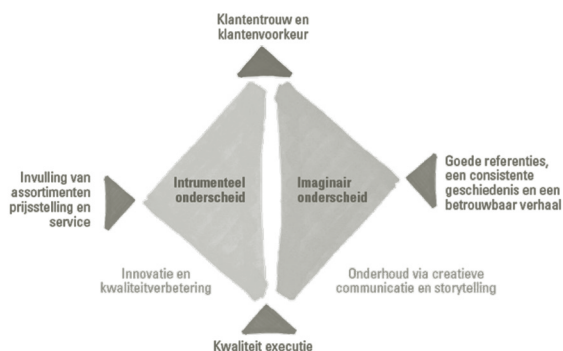 Klantentrouw en
klantenvoorkeur
Invulling van
assortimenten
prijsstelling en
service
Intrumenteel
onderscheid
Imaginair
onderscheid
Goede referenties,
een consistente
geschiedenis en een
betrouwbaar verhaal
Innovatie en
kwaliteitverbetering
Onderhoud via creatieve
communicatie en storytelling
Kwaliteit executie